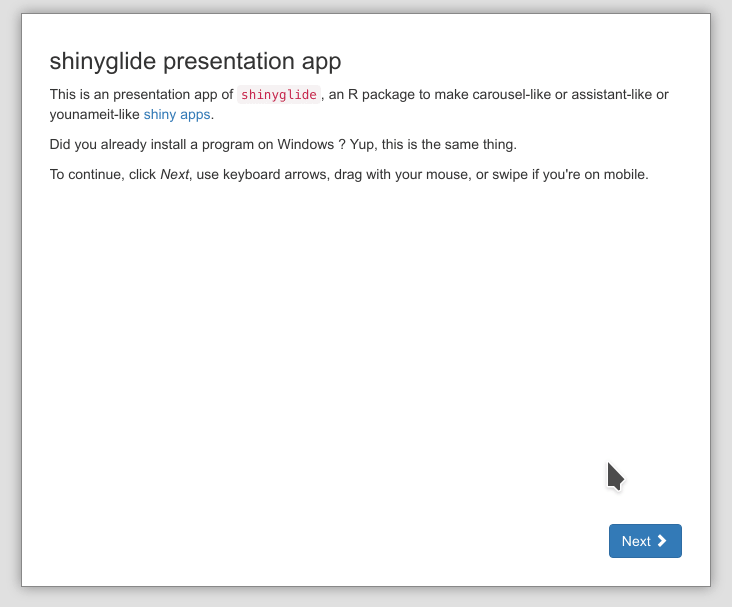 shinyglide presentation app
This is an presentation app of shinyglide, an R package to make carousel-like or assistant-like or
younameit-like shiny apps.
Did you already install a program on Windows ? Yup, this is the same thing.
To continue, click Next, use keyboard arrows, drag with your mouse, or swipe if you're on mobile.
Next